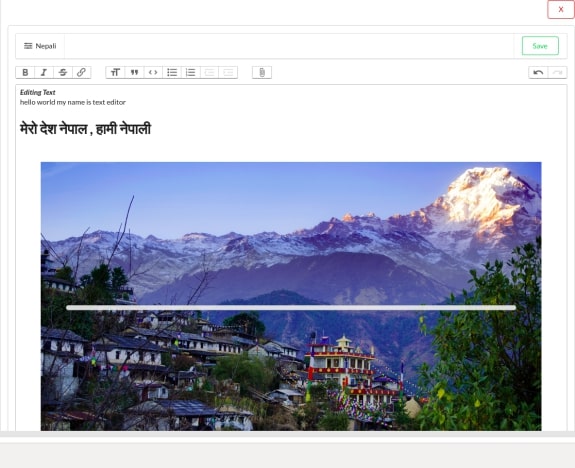 X
Nepali
Save
Editing Text
hello world my name is text editor
मेरो देश नेपाल , हामी नेपाली